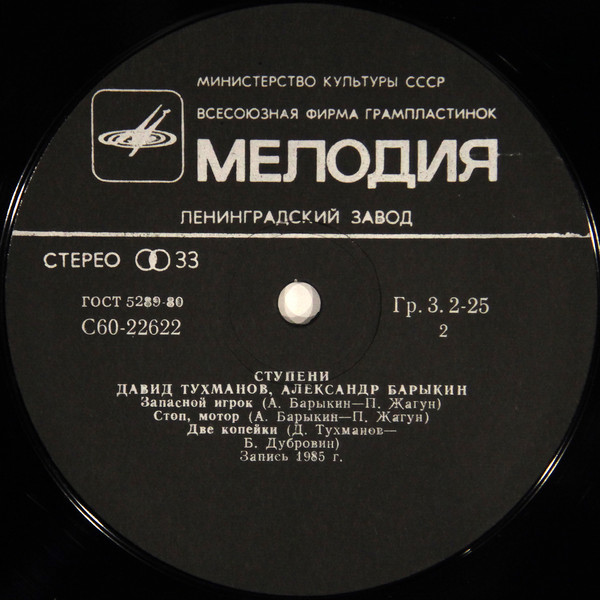 МИНИСТЕРСТВО КУЛЬТУРЫ СССР
ВСЕСОЮЗНАЯ ФИРМА ГРАМПЛАСТИНОК
МЕЛОДИЯ
ЛЕНИНГРАДСКИЙ ЗАВОД
СТЕРЕО 33
ГОСТ 5289-80
С60-22622
Гр. 3. 2-25
2
СТУПЕНИ
ДАВИД ТУХМАНОВ, АЛЕКСАНДР БАРЫКИН
Запасной игрок (А. Барыкин—П. Жагун)
Стоп, мотор (А. Барыкин—П. Жагун)
Две копейки (Д. Тухманов—
Б. Дубровин)
Запись 1985 г.